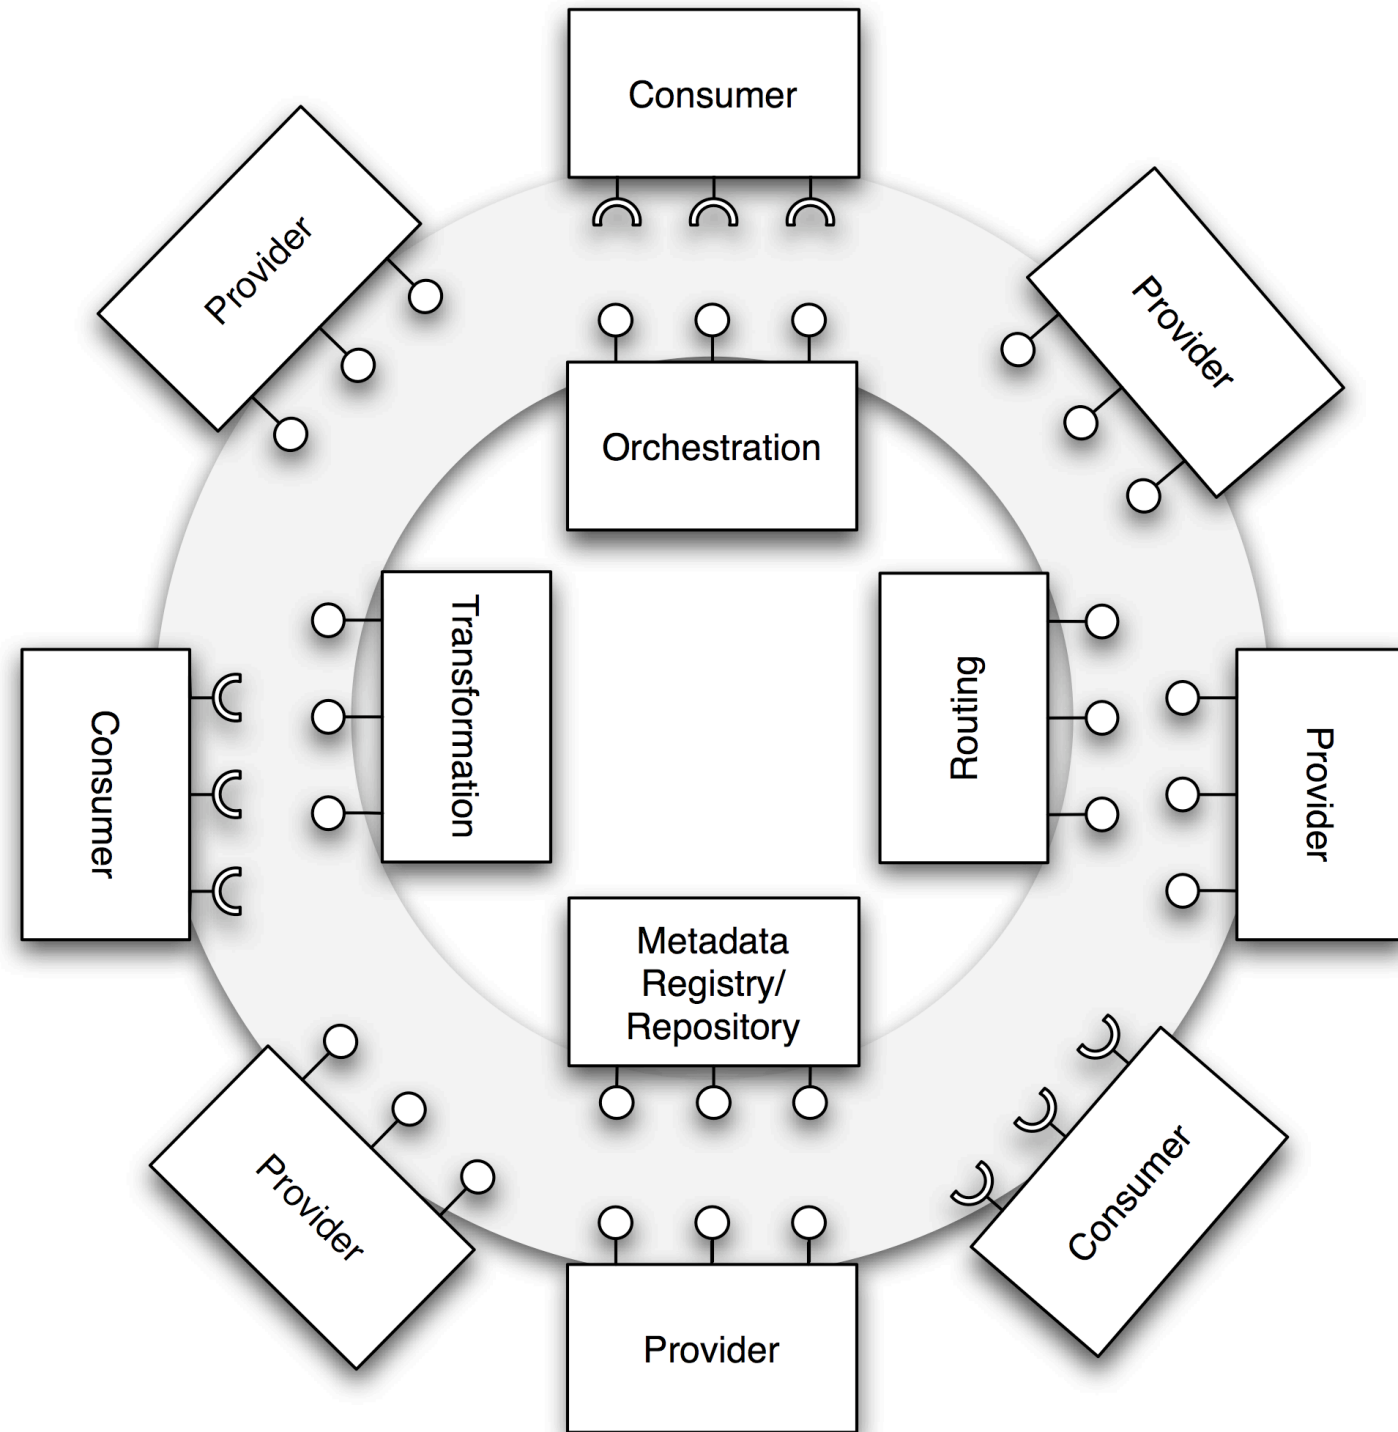 Consumer
Provider
Provider
Orchestration
Transformation
Routing
Consumer
Provider
Metadata
Registry/
Repository
Provider
Consumer
Provider